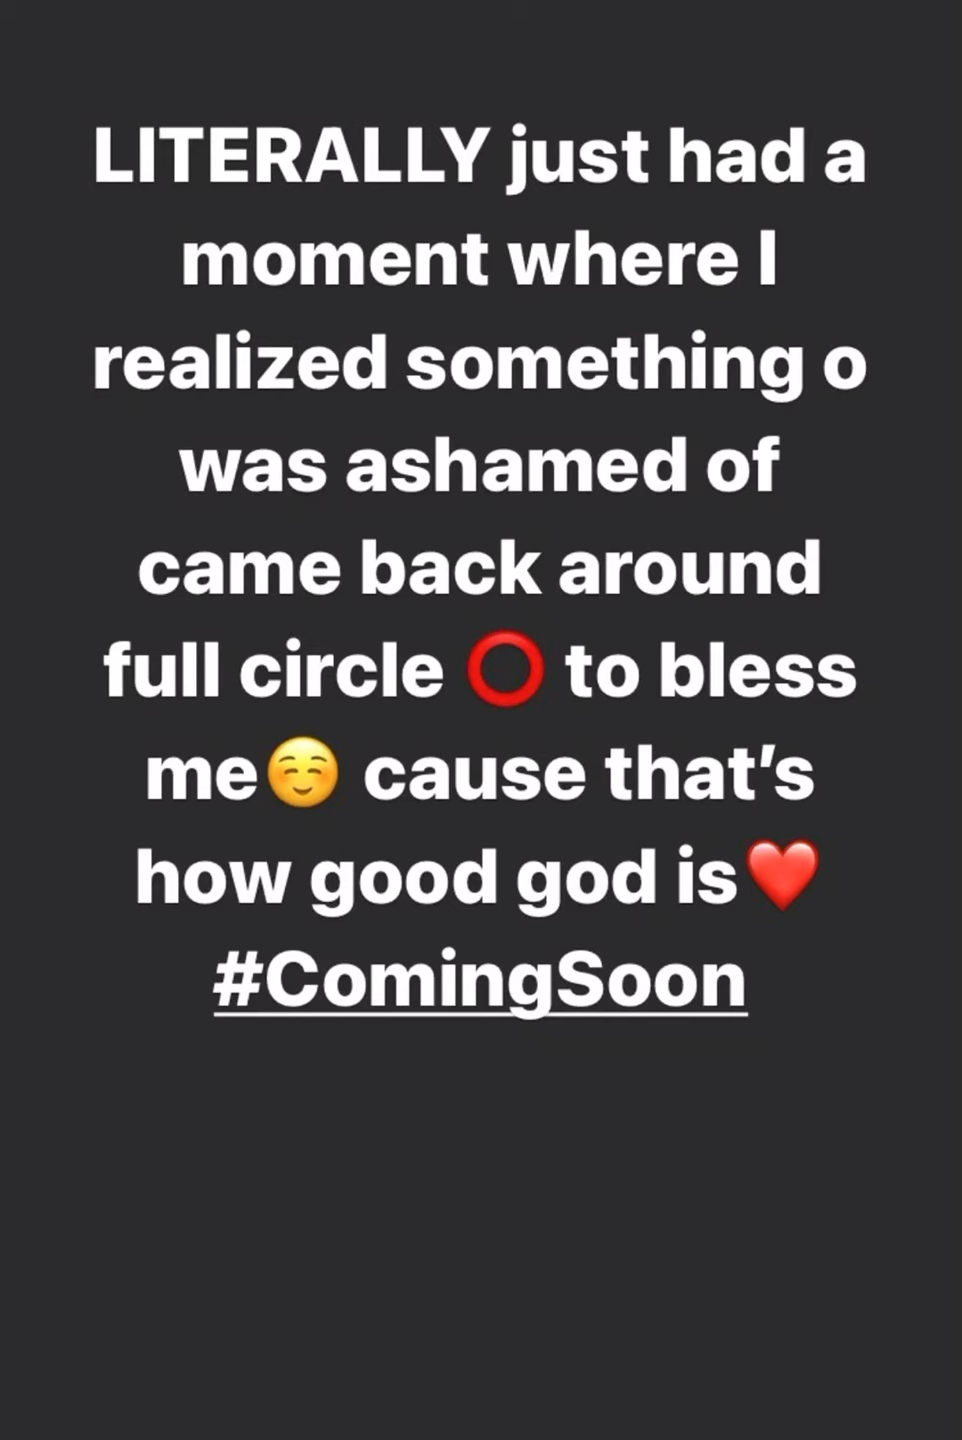 LITERALLY just had a
moment where I
realized something o
was ashamed of
came back around
full circle ⭕ to bless
me☺️ cause that’s
how good god is❤️
#ComingSoon